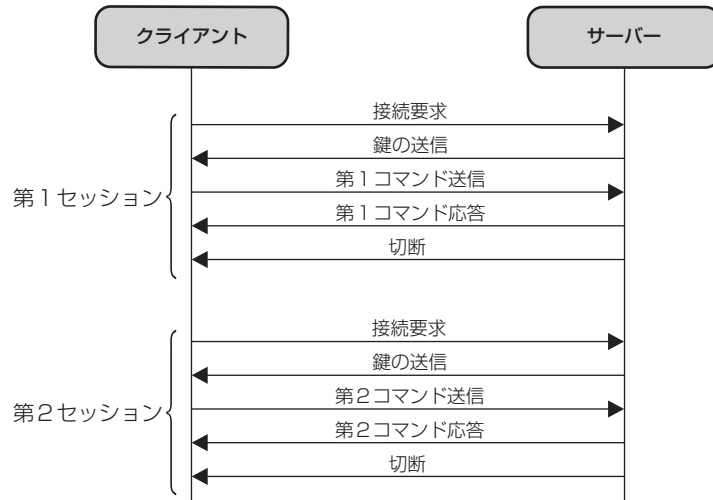 クライアント
サーバー
第1セッション
接続要求
鍵の送信
第1コマンド送信
第1コマンド応答
切断
第2セッション
接続要求
鍵の送信
第2コマンド送信
第2コマンド応答
切断